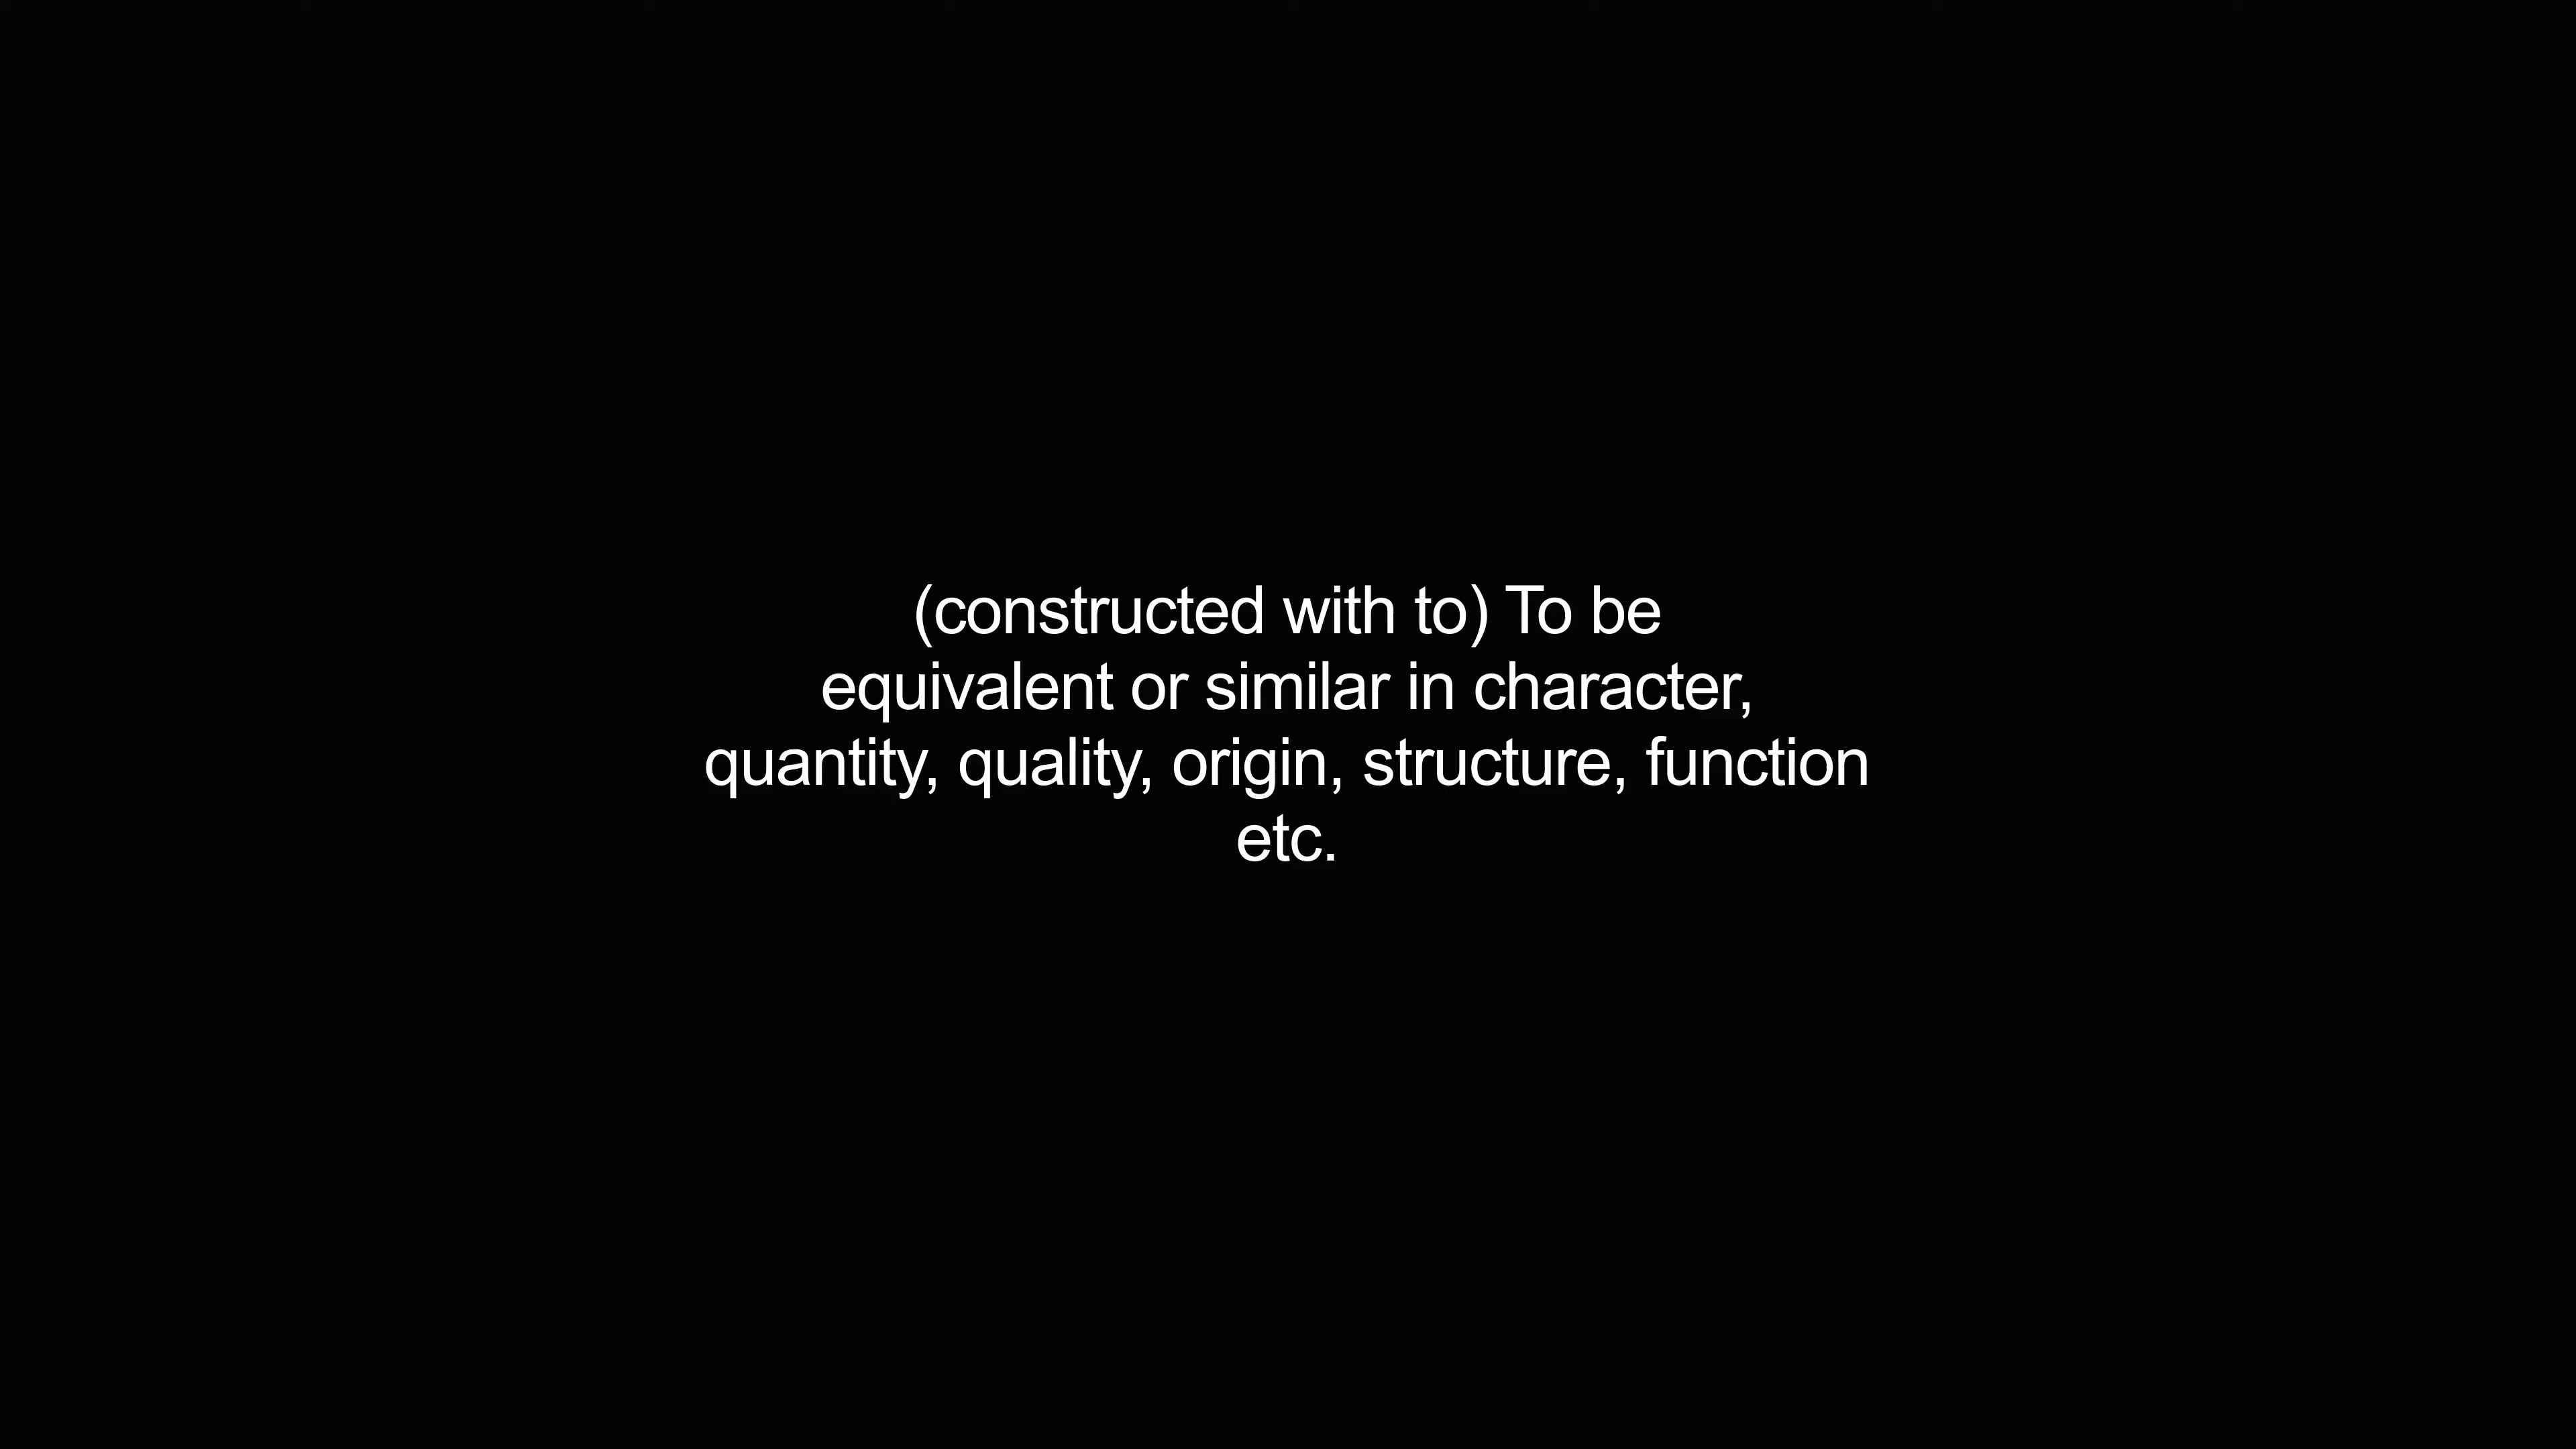 (constructed with to) To be
equivalent or similar in character,
quantity, quality, origin, structure, function
etc.